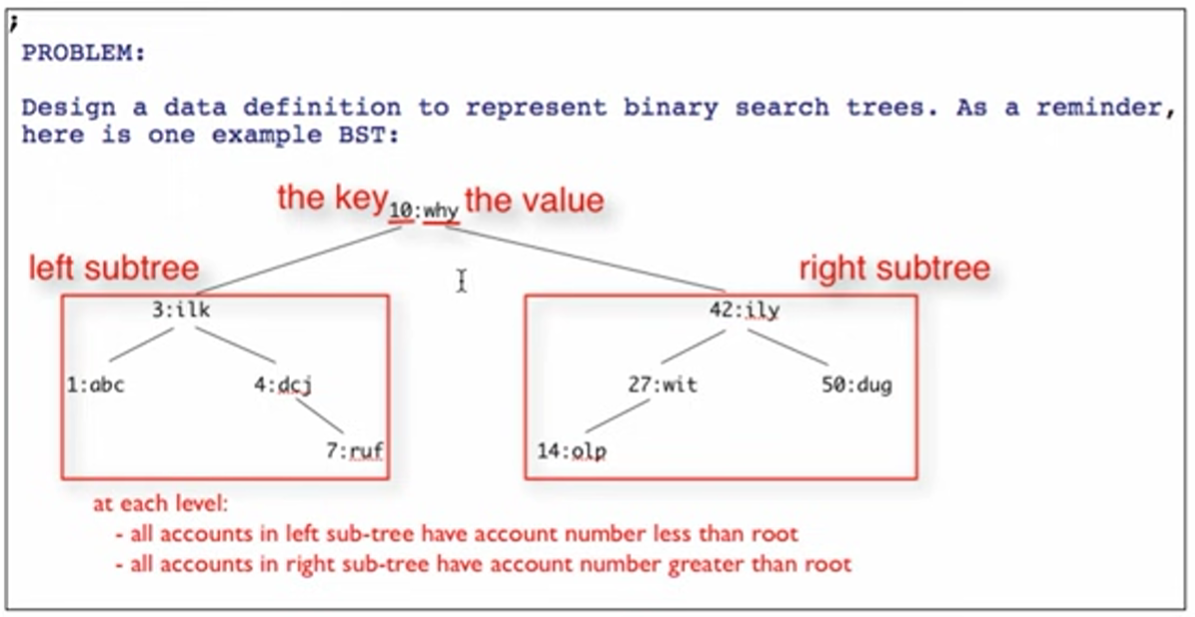 ;
PROBLEM:
Design a data definition to represent binary search trees. As a reminder,
here is one example BST:
the key 10:why the value
left subtree
right subtree
3:ilk
42:ily
1:abc
4:dcj
27:wit
50:dug
7:ruf
14:olp
at each level:
- all accounts in left sub-tree have account number less than root
- all accounts in right sub-tree have account number greater than root